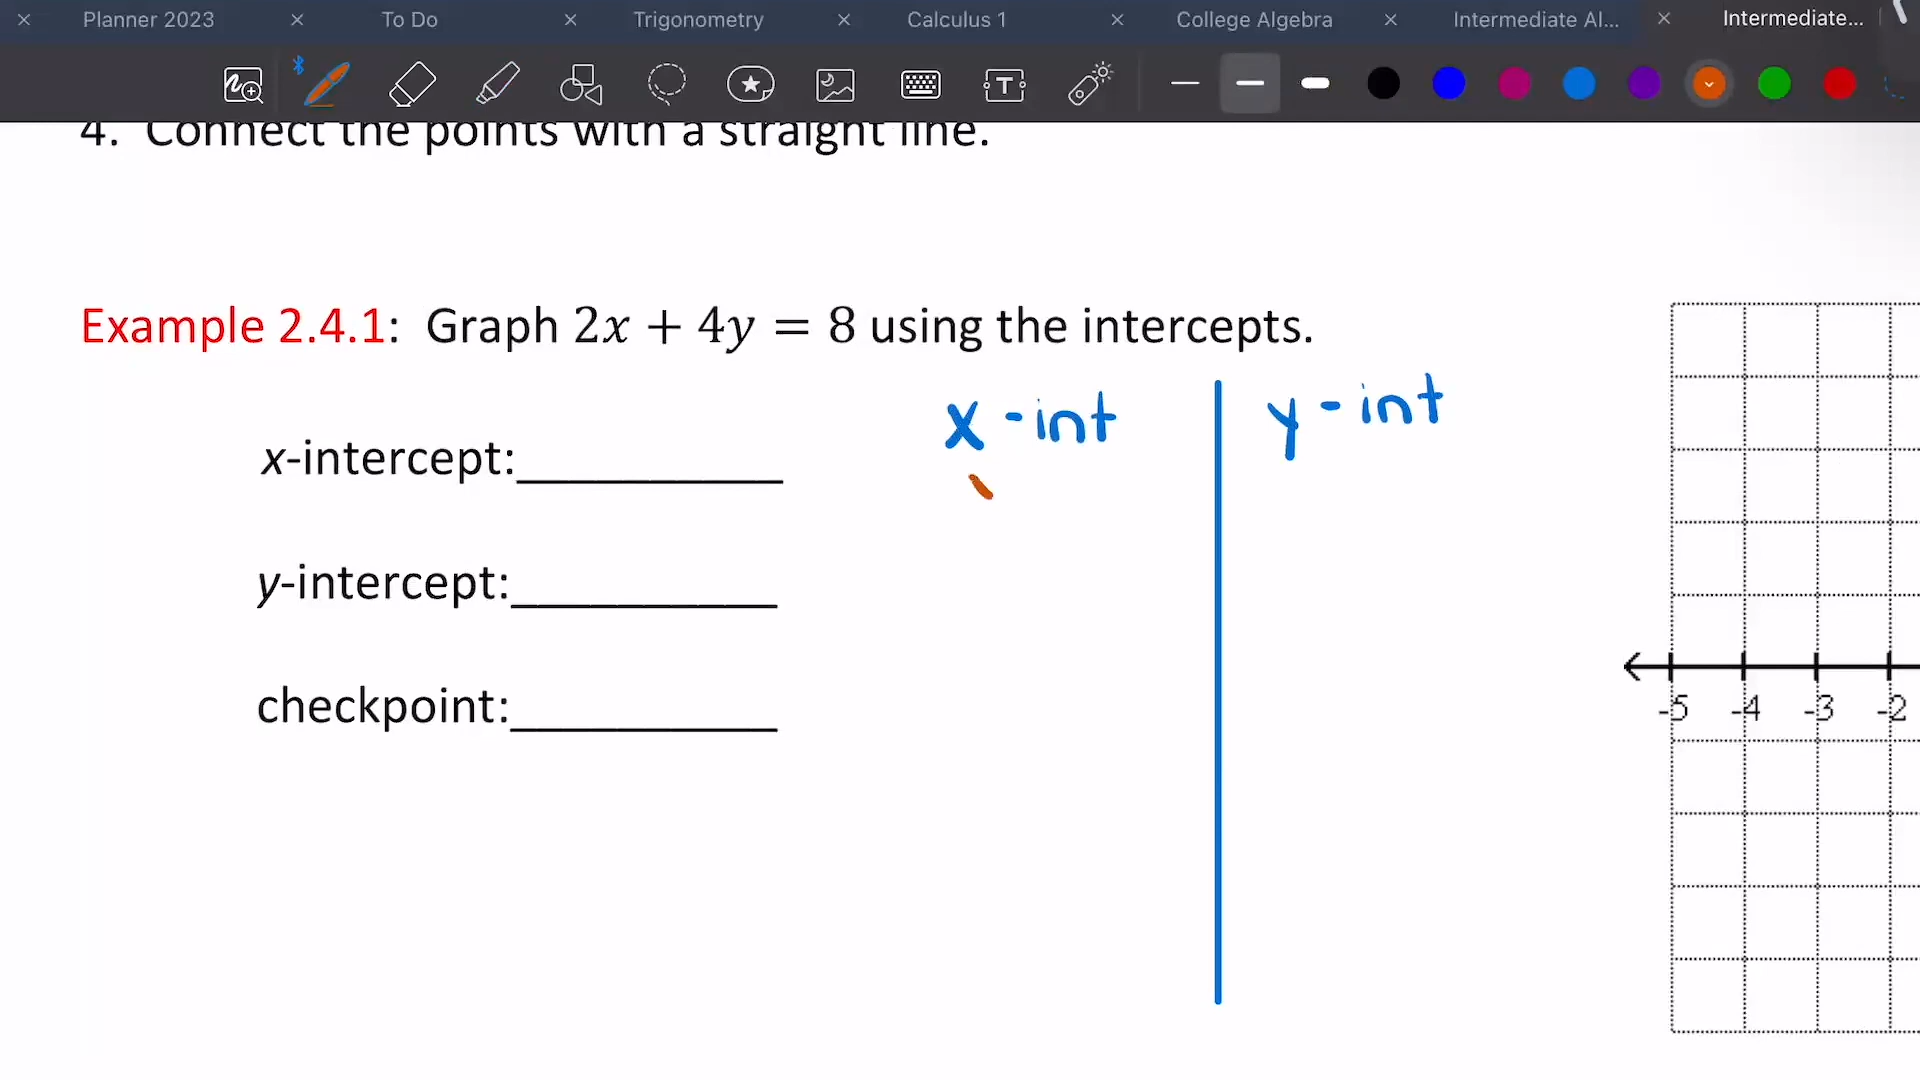 Planner 2023 To Do Trigonometry Calculus 1 College Algebra Intermediate Al... Intermediate...
4. Connect the points with a straight line.
Example 2.4.1: Graph 2x + 4y = 8 using the intercepts.
x-int y-int
x-intercept:__________
y-intercept:__________
checkpoint:__________
-5 -4 -3 -2